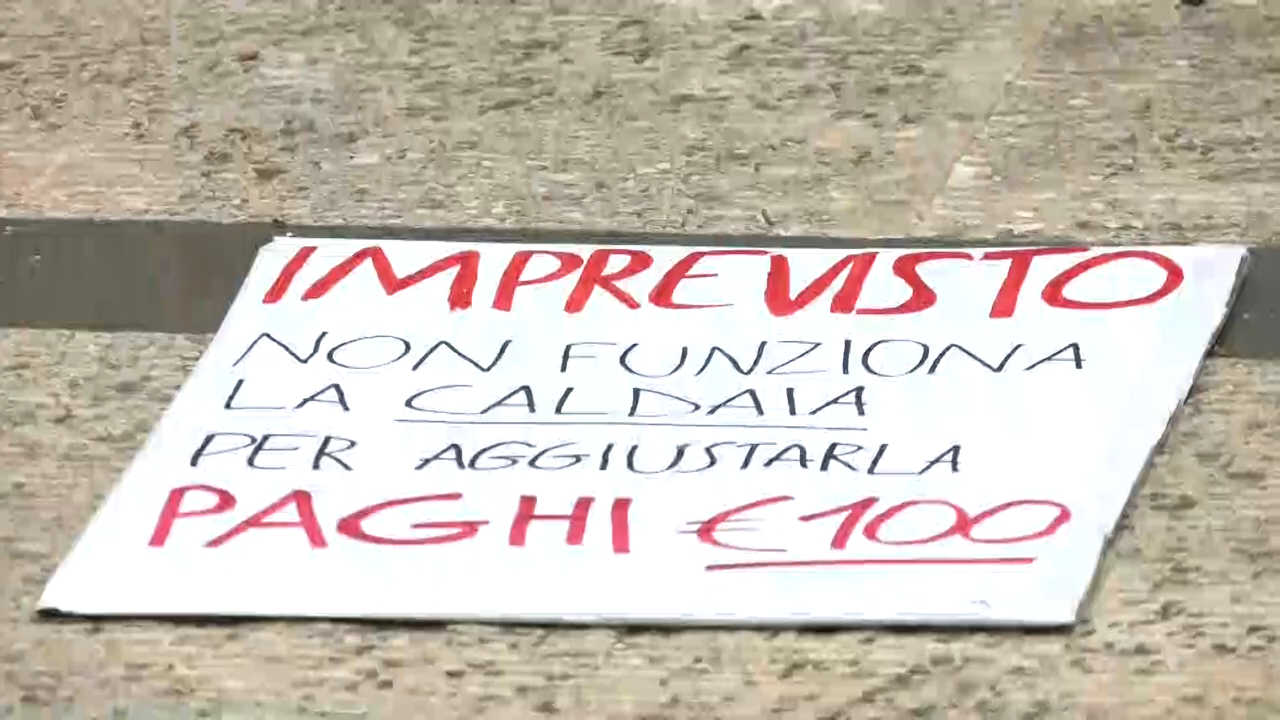 IMPREVISTO
NON FUNZIONA
LA CALDAIA
PER AGGIUSTARLA
PAGHI €100